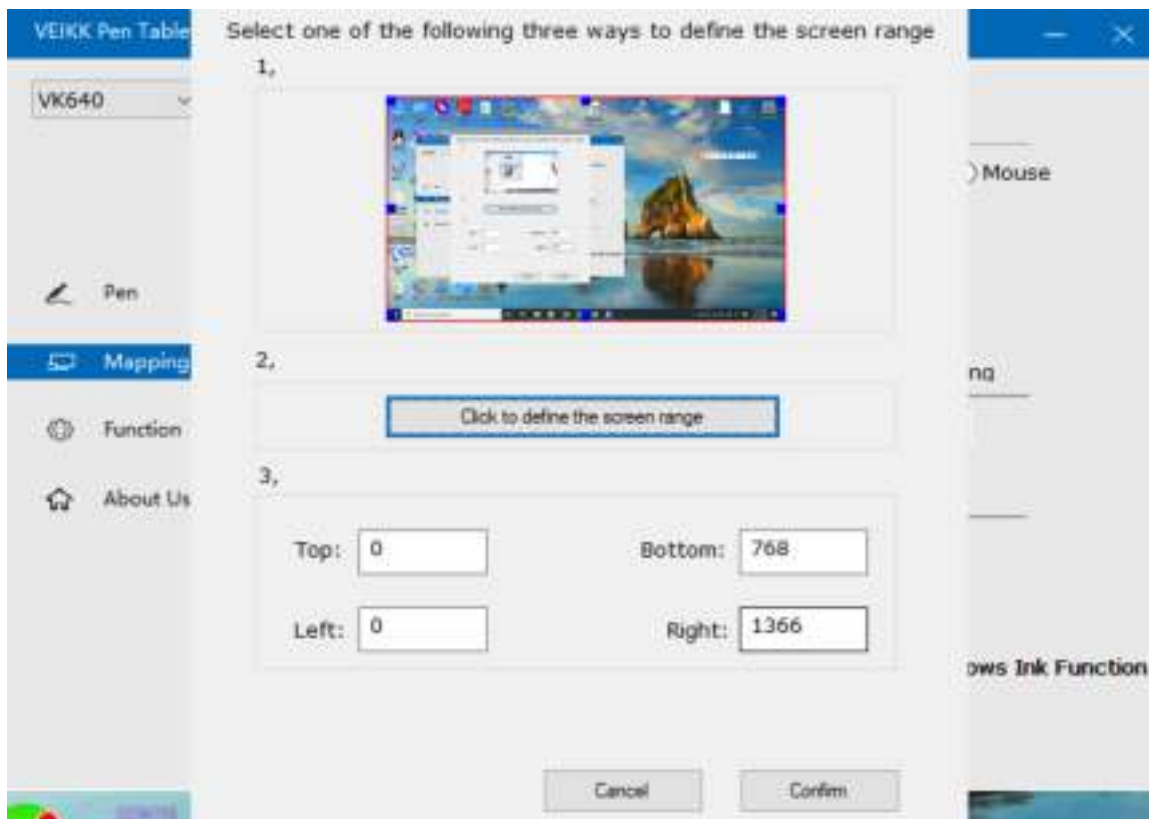 VEIKK Pen Table
Select one of the following three ways to define the screen range
1,
VK640
Mouse
Pen
Mapping
2,
ng
Click to define the screen range
Function
3,
About Us
Top: 0
Bottom: 768
Left: 0
Right: 1366
ows Ink Function
Cancel
Confirm